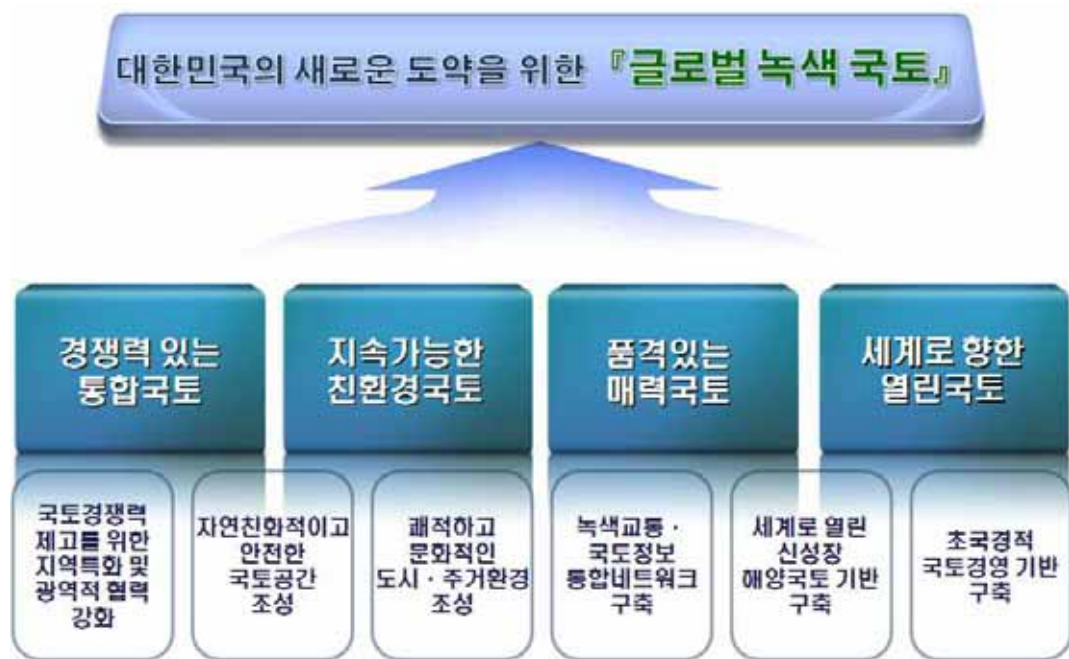 대한민국의 새로운 도약을 위한 『글로벌 녹색 국토』
경쟁력 있는
통합국토
지속가능한
친환경국토
품격있는
매력국토
세계로 향한
열린국토
국토경쟁력
제고를 위한
지역특화 및
광역적 협력
강화
자연친화적이고
안전한
국토공간
조성
쾌적하고
문화적인
도시·주거환경
조성
녹색교통·
국도정보
통합네트워크
구축
세계로 열린
신성장
해양국토 기반
구축
초국경적
국토경영 기반
구축